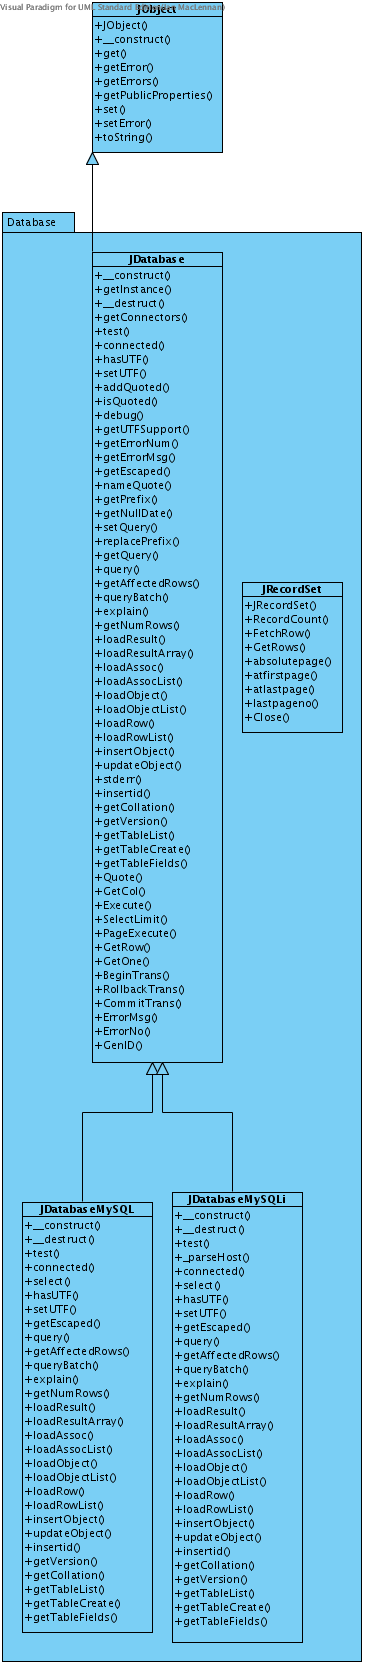 Visual Paradigm for UML Standard MacLennan)
JObject
+JObject()
+__construct()
+get()
+getError()
+getErrors()
+getPublicProperties()
+set()
+setError()
+toString()
Database
JDatabase
+__construct()
+getInstance()
+__destruct()
+getConnectors()
+test()
+connected()
+hasUTF()
+setUTF()
+addQuoted()
+isQuoted()
+debug()
+getUTFSupport()
+getErrorNum()
+getErrorMsg()
+getEscaped()
+nameQuote()
+getPrefix()
+getNullDate()
+setQuery()
+replacePrefix()
+getQuery()
+query()
+getAffectedRows()
+queryBatch()
+explain()
+getNumRows()
+loadResult()
+loadResultArray()
+loadAssoc()
+loadAssocList()
+loadObject()
+loadObjectList()
+loadRow()
+loadRowList()
+insertObject()
+updateObject()
+stderr()
+insertid()
+getCollation()
+getVersion()
+getTableList()
+getTableCreate()
+getTableFields()
+Quote()
+GetCol()
+Execute()
+SelectLimit()
+PageExecute()
+GetRow()
+GetOne()
+BeginTrans()
+RollbackTrans()
+CommitTrans()
+ErrorMsg()
+ErrorNo()
+GenID()
JRecordSet
+JRecordSet()
+RecordCount()
+FetchRow()
+GetRows()
+absolutepage()
+atfirstpage()
+atlastpage()
+lastpageno()
+Close()
JDatabaseMySQL
+__construct()
+__destruct()
+test()
+connected()
+select()
+hasUTF()
+setUTF()
+getEscaped()
+query()
+getAffectedRows()
+queryBatch()
+explain()
+getNumRows()
+loadResult()
+loadResultArray()
+loadAssoc()
+loadAssocList()
+loadObject()
+loadObjectList()
+loadRow()
+loadRowList()
+insertObject()
+updateObject()
+insertid()
+getVersion()
+getCollation()
+getTableList()
+getTableCreate()
+getTableFields()
JDatabaseMySQLi
+__construct()
+__destruct()
+test()
+_parseHost()
+connected()
+select()
+hasUTF()
+setUTF()
+getEscaped()
+query()
+getAffectedRows()
+queryBatch()
+explain()
+getNumRows()
+loadResult()
+loadResultArray()
+loadAssoc()
+loadAssocList()
+loadObject()
+loadObjectList()
+loadRow()
+loadRowList()
+insertObject()
+updateObject()
+insertid()
+getCollation()
+getVersion()
+getTableList()
+getTableCreate()
+getTableFields()